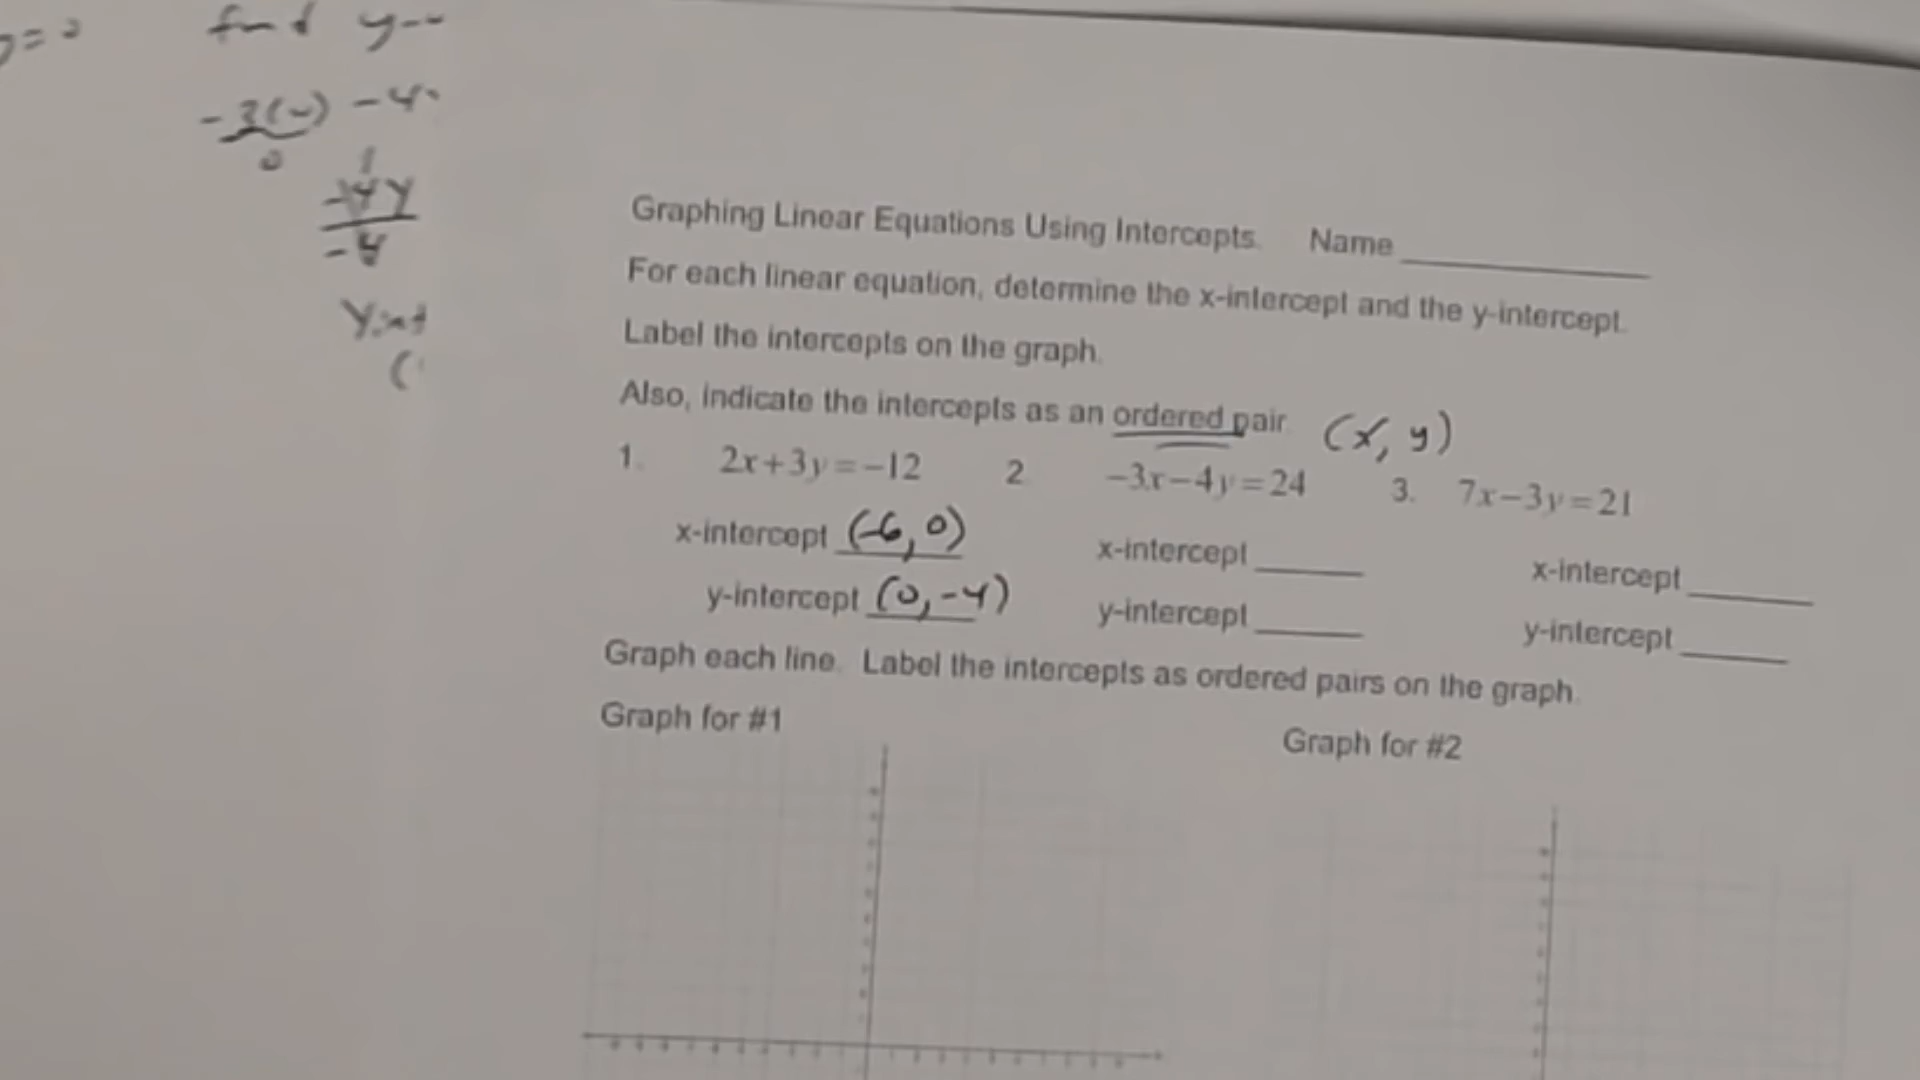 find y--
-3(0) - 4
0
-4y
-4
y-int
(
Graphing Linear Equations Using Intercepts. Name
For each linear equation, determine the x-intercept and the y-intercept.
Label the intercepts on the graph.
Also, indicate the intercepts as an ordered pair. (x, y)
1. 2x+3y=-12 2 -3x-4y=24 3. 7x-3y=21
x-intercept (-6, 0) x-intercept x-intercept
y-intercept (0, -4) y-intercept y-intercept
Graph each line. Label the intercepts as ordered pairs on the graph.
Graph for #1 Graph for #2